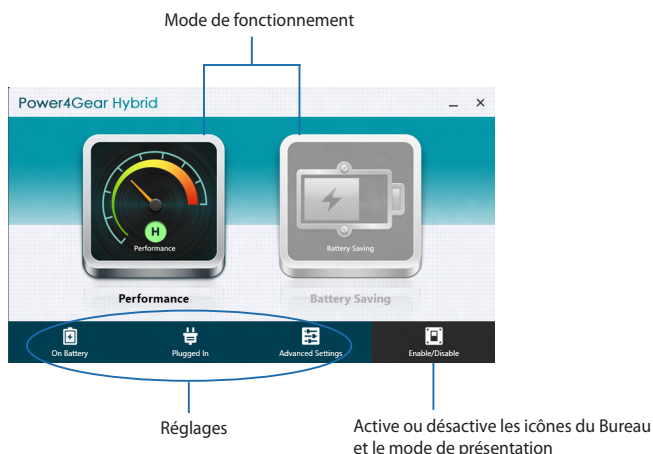 Mode de fonctionnement
Power4Gear Hybrid
H
Performance
Battery Saving
Performance
Battery Saving
On Battery
Plugged In
Advanced Settings
Enable/Disable
Réglages
Active ou désactive les icônes du Bureau
et le mode de présentation